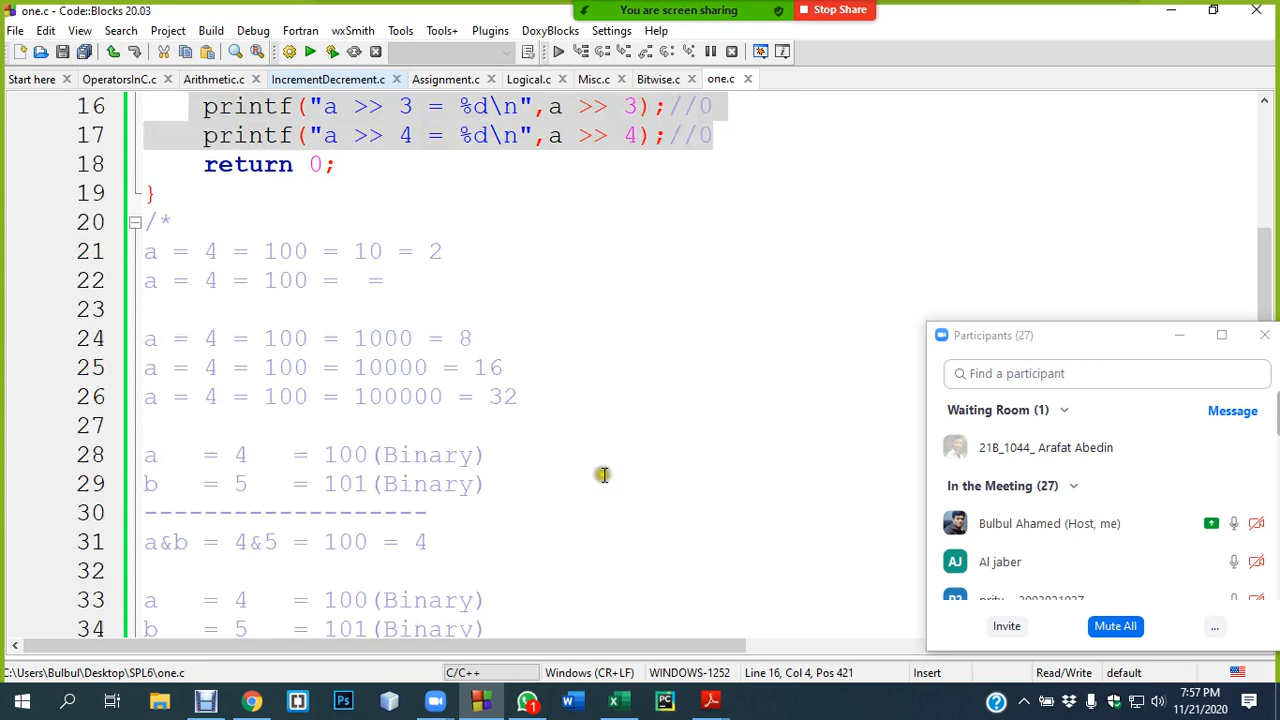 one.c - Code::Blocks 20.03
You are screen sharing
Stop Share
File Edit View Search Project Build Debug Fortran wxSmith Tools Tools+ Plugins DoxyBlocks Settings Help
Start here OperatorsInC.c Arithmetic.c IncrementDecrement.c Assignment.c Logical.c Misc.c Bitwise.c one.c
16 printf("a >> 3 = %d\n",a >> 3);//0
17 printf("a >> 4 = %d\n",a >> 4);//0
18 return 0;
19 }
20 /*
21 a = 4 = 100 = 10 = 2
22 a = 4 = 100 = =
23
24 a = 4 = 100 = 1000 = 8
25 a = 4 = 100 = 10000 = 16
26 a = 4 = 100 = 100000 = 32
27
28 a = 4 = 100(Binary)
29 b = 5 = 101(Binary)
30 -------------------
31 a&b = 4&5 = 100 = 4
32
33 a = 4 = 100(Binary)
34 b = 5 = 101(Binary)
Participants (27)
Find a participant
Waiting Room (1) Message
21B_1044_ Arafat Abedin
In the Meeting (27)
Bulbul Ahamed (Host, me)
AJ Al jaber
Invite Mute All ...
C:\Users\Bulbul\Desktop\SPL6\one.c C/C++ Windows (CR+LF) WINDOWS-1252 Line 16, Col 4, Pos 421 Insert Read/Write default
7:57 PM
11/21/2020